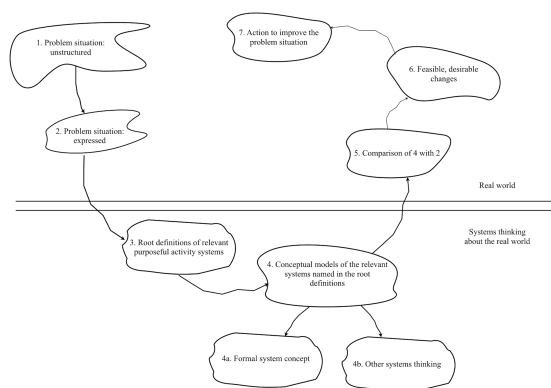 1. Problem situation:
unstructured
2. Problem situation:
expressed
3. Root definitions of relevant
purposeful activity systems
4. Conceptual models of the relevant
systems named in the root
definitions
4a. Formal system concept
4b. Other systems thinking
5. Comparison of 4 with 2
6. Feasible, desirable
changes
7. Action to improve the
problem situation
Real world
Systems thinking
about the real world